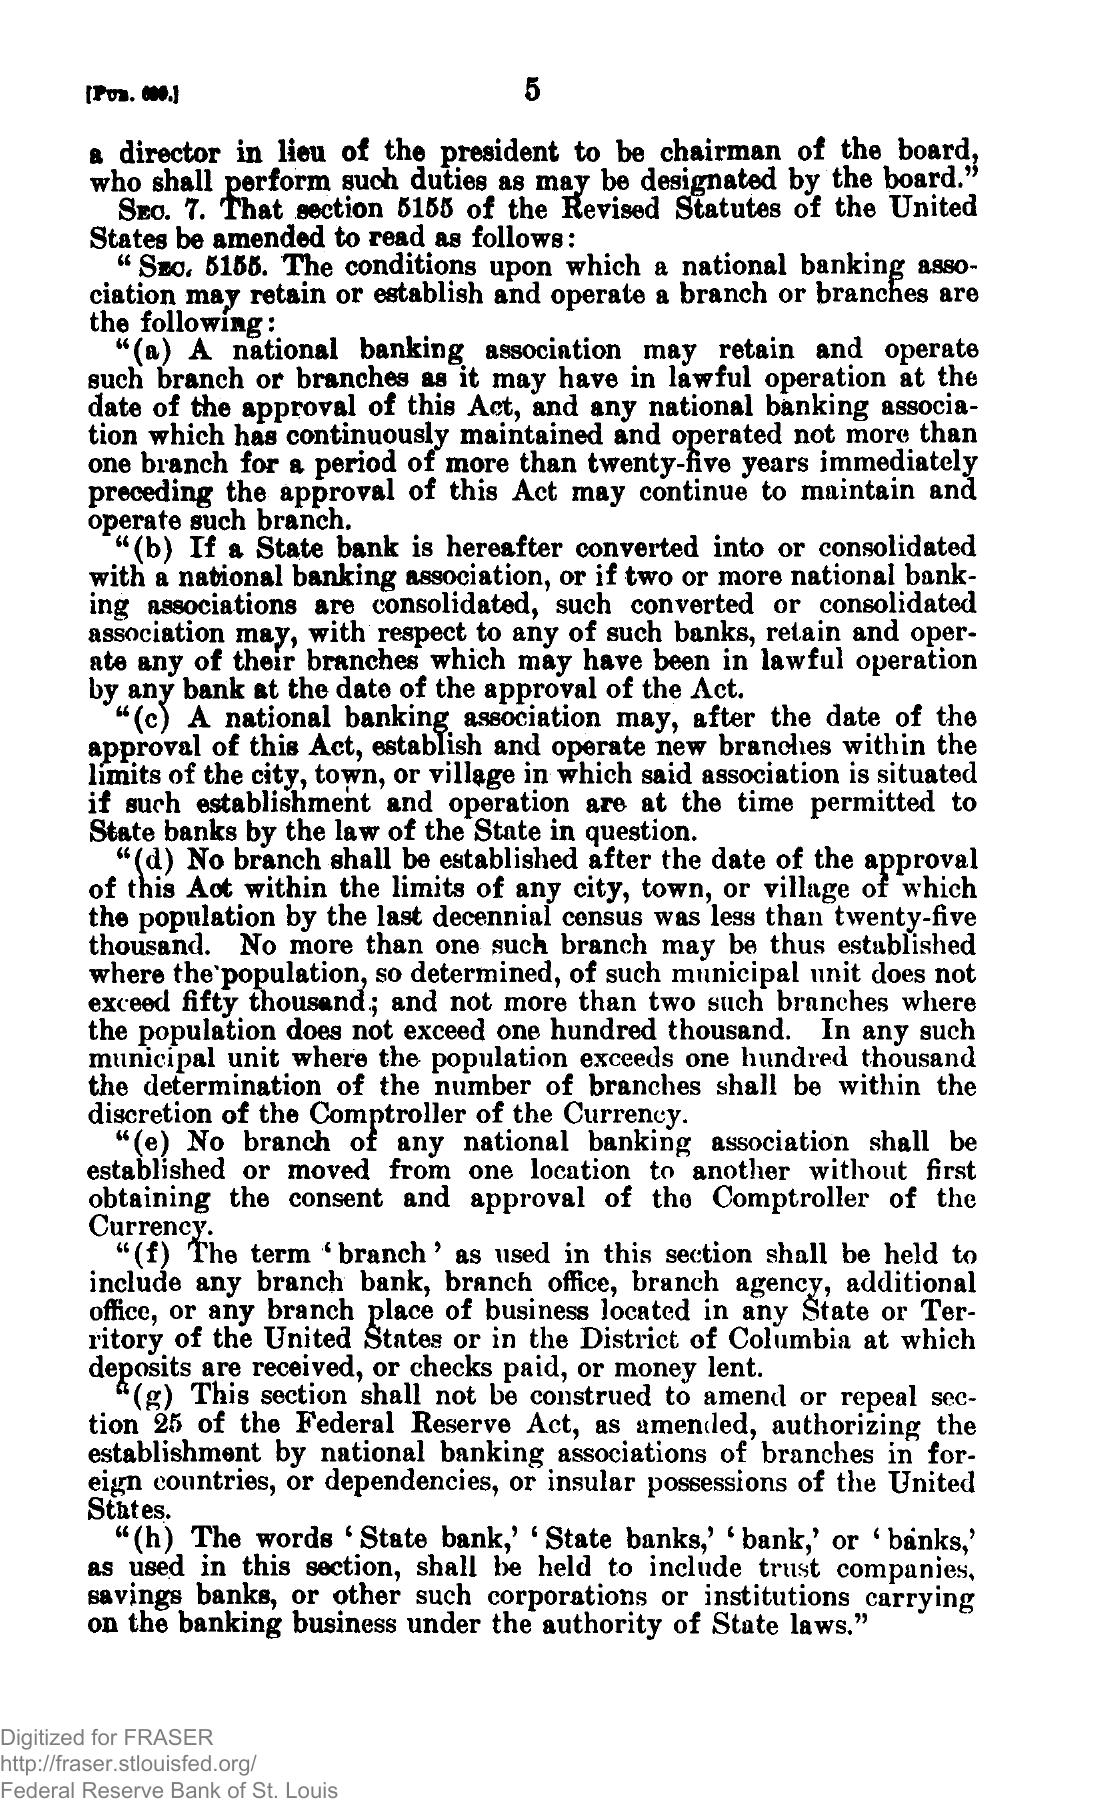 [Pub. 639.] 5
a director in lieu of the president to be chairman of the board,
who shall perform such duties as may be designated by the board.”
Sec. 7. That section 5155 of the Revised Statutes of the United
States be amended to read as follows:
“Sec. 5155. The conditions upon which a national banking asso-
ciation may retain or establish and operate a branch or branches are
the following:
“(a) A national banking association may retain and operate
such branch or branches as it may have in lawful operation at the
date of the approval of this Act, and any national banking associa-
tion which has continuously maintained and operated not more than
one branch for a period of more than twenty-five years immediately
preceding the approval of this Act may continue to maintain and
operate such branch.
“(b) If a State bank is hereafter converted into or consolidated
with a national banking association, or if two or more national bank-
ing associations are consolidated, such converted or consolidated
association may, with respect to any of such banks, retain and oper-
ate any of their branches which may have been in lawful operation
by any bank at the date of the approval of the Act.
“(c) A national banking association may, after the date of the
approval of this Act, establish and operate new branches within the
limits of the city, town, or village in which said association is situated
if such establishment and operation are at the time permitted to
State banks by the law of the State in question.
“(d) No branch shall be established after the date of the approval
of this Act within the limits of any city, town, or village of which
the population by the last decennial census was less than twenty-five
thousand. No more than one such branch may be thus established
where the population, so determined, of such municipal unit does not
exceed fifty thousand; and not more than two such branches where
the population does not exceed one hundred thousand. In any such
municipal unit where the population exceeds one hundred thousand
the determination of the number of branches shall be within the
discretion of the Comptroller of the Currency.
“(e) No branch of any national banking association shall be
established or moved from one location to another without first
obtaining the consent and approval of the Comptroller of the
Currency.
“(f) The term ‘branch’ as used in this section shall be held to
include any branch bank, branch office, branch agency, additional
office, or any branch place of business located in any State or Ter-
ritory of the United States or in the District of Columbia at which
deposits are received, or checks paid, or money lent.
“(g) This section shall not be construed to amend or repeal sec-
tion 25 of the Federal Reserve Act, as amended, authorizing the
establishment by national banking associations of branches in for-
eign countries, or dependencies, or insular possessions of the United
States.
“(h) The words ‘State bank,’ ‘State banks,’ ‘bank,’ or ‘banks,’
as used in this section, shall be held to include trust companies,
savings banks, or other such corporations or institutions carrying
on the banking business under the authority of State laws.”
Digitized for FRASER
http://fraser.stlouisfed.org/
Federal Reserve Bank of St. Louis